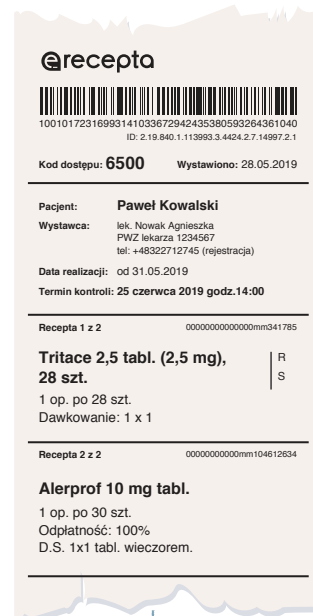 erecepta
10010172316993141033672942435380593264361040
ID: 2.19.840.1.113993.3.4424.2.7.14997.2.1
Kod dostępu: 6500 Wystawiono: 28.05.2019
Pacjent: Paweł Kowalski
Wystawca: lek. Nowak Agnieszka
PWZ lekarza 1234567
tel: +48322712745 (rejestracja)
Data realizacji: od 31.05.2019
Termin kontroli: 25 czerwca 2019 godz.14:00
Recepta 1 z 2 00000000000000mm341785
Tritace 2,5 tabl. (2,5 mg), R
28 szt. S
1 op. po 28 szt.
Dawkowanie: 1 x 1
Recepta 2 z 2 00000000000mm104612634
Alerprof 10 mg tabl.
1 op. po 30 szt.
Odpłatność: 100%
D.S. 1x1 tabl. wieczorem.